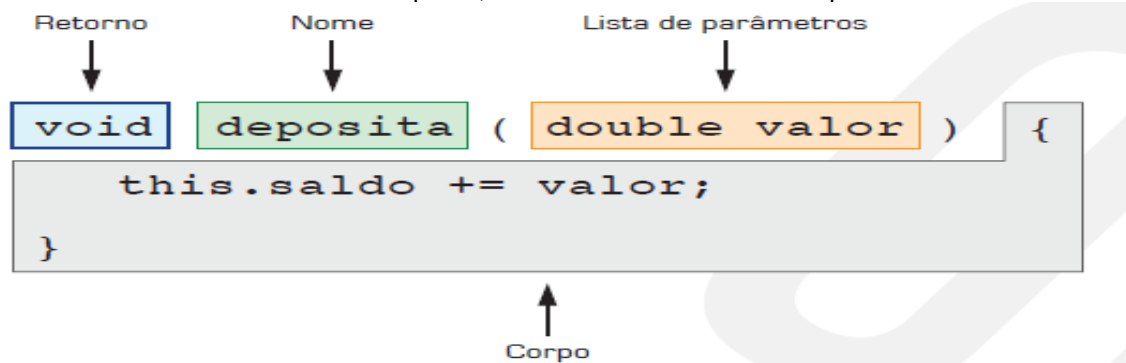 Retorno Nome Lista de parâmetros
void deposita ( double valor ) {
this.saldo += valor;
}
Corpo